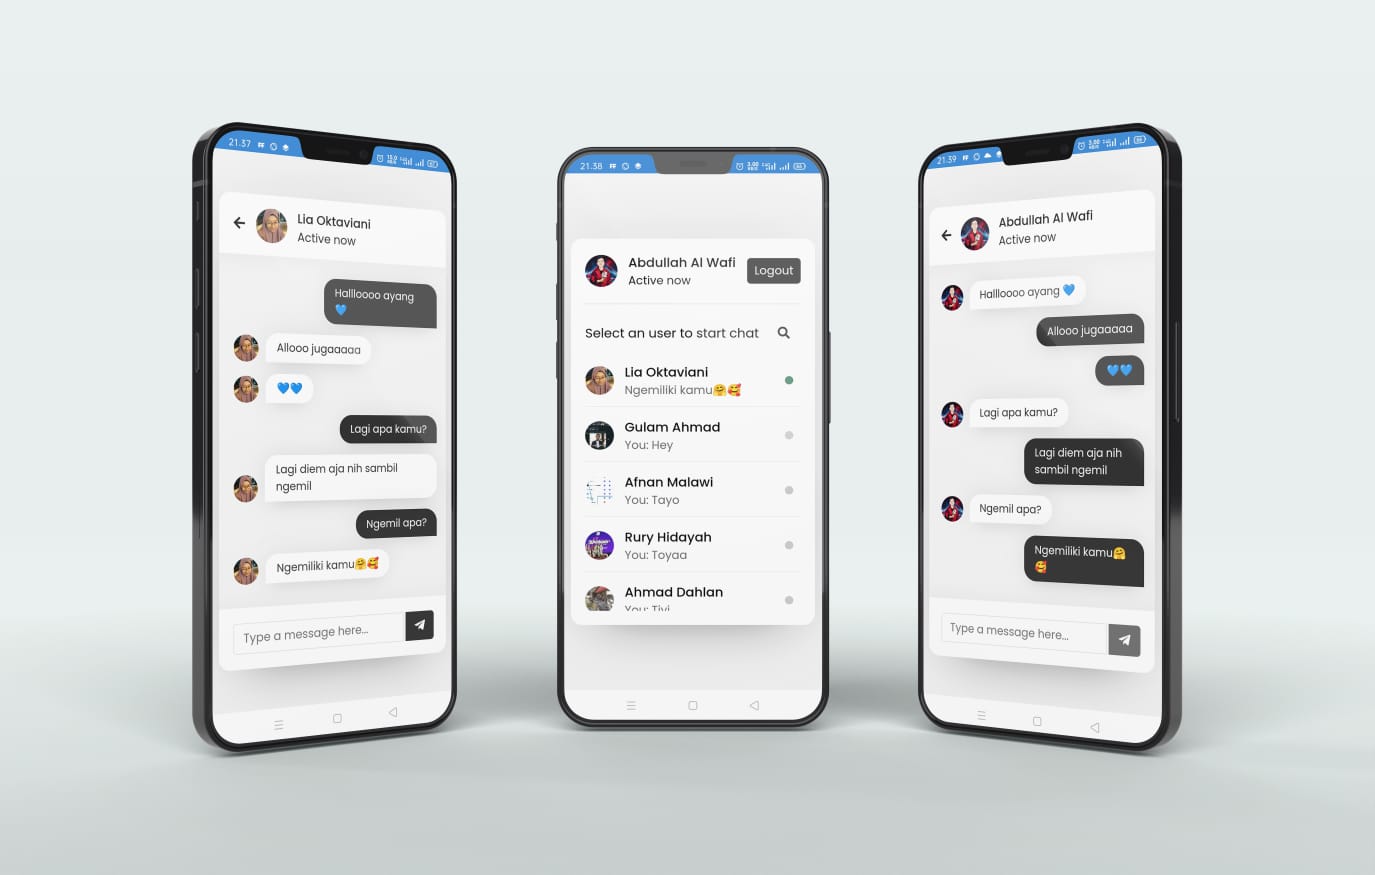 21.37
Lia Oktaviani
Active now
Hallloooo ayang
💙
Allooo jugaaaaa
💙💙
Lagi apa kamu?
Lagi diem aja nih sambil
ngemil
Ngemil apa?
Ngemiliki kamu🤗🥰
Type a message here...
21.38
Abdullah Al Wafi
Active now
Logout
Select an user to start chat
Lia Oktaviani
Ngemiliki kamu🤗🥰
Gulam Ahmad
You: Hey
Afnan Malawi
You: Tayo
Rury Hidayah
You: Toyaa
Ahmad Dahlan
You: Tivi
21.39
Abdullah Al Wafi
Active now
Hallloooo ayang 💙
Allooo jugaaaaa
💙💙
Lagi apa kamu?
Lagi diem aja nih
sambil ngemil
Ngemil apa?
Ngemiliki kamu🤗
🥰
Type a message here...